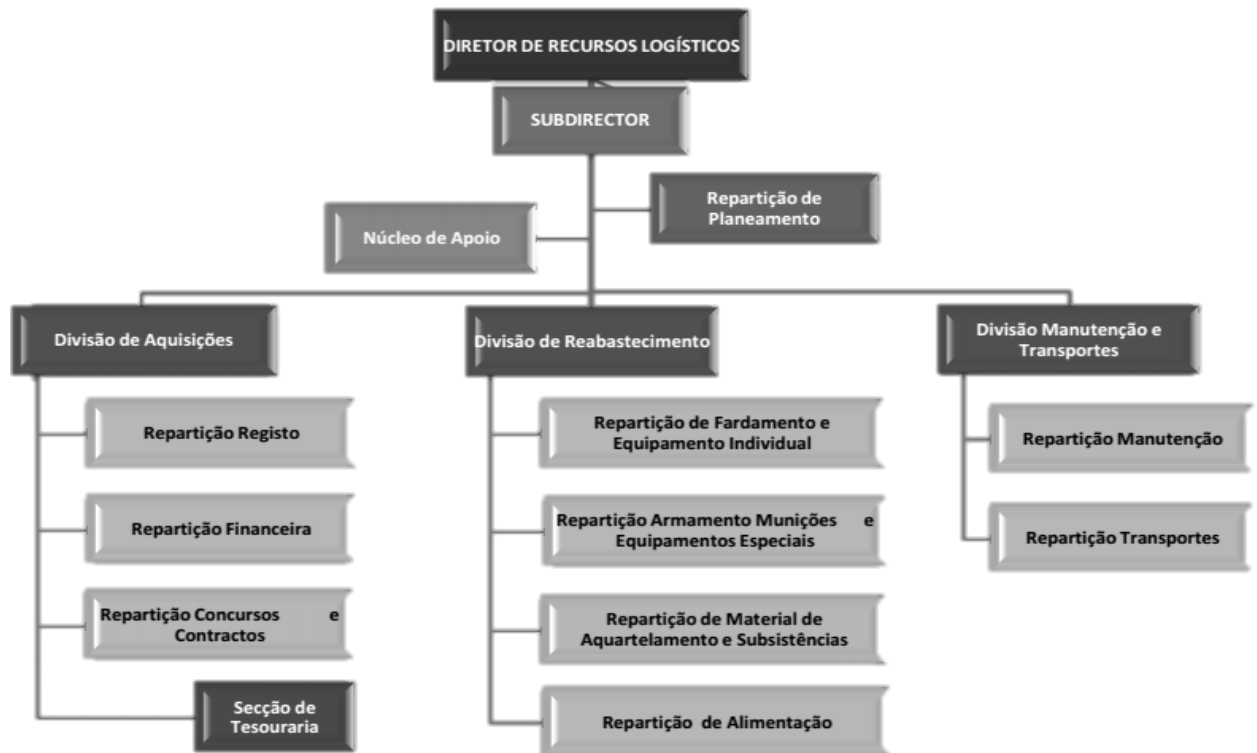 DIRETOR DE RECURSOS LOGÍSTICOS
SUBDIRECTOR
Repartição de
Planeamento
Núcleo de Apoio
Divisão de Aquisições
Divisão de Reabastecimento
Divisão Manutenção e
Transportes
Repartição Registo
Repartição de Fardamento e
Equipamento Individual
Repartição Manutenção
Repartição Financeira
Repartição Armamento Munições e
Equipamentos Especiais
Repartição Transportes
Repartição Concursos e
Contractos
Repartição de Material de
Aquartelamento e Subsistências
Secção de
Tesouraria
Repartição de Alimentação